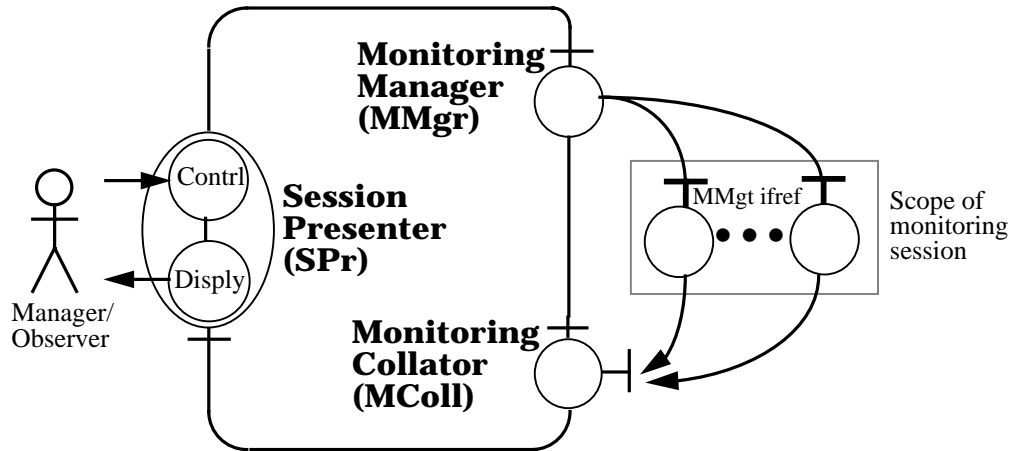 Monitoring
Manager
(MMgr)
Contrl
Session
Presenter
(SPr)
Disply
Manager/
Observer
MMgt ifref
Scope of
monitoring
session
Monitoring
Collator
(MColl)